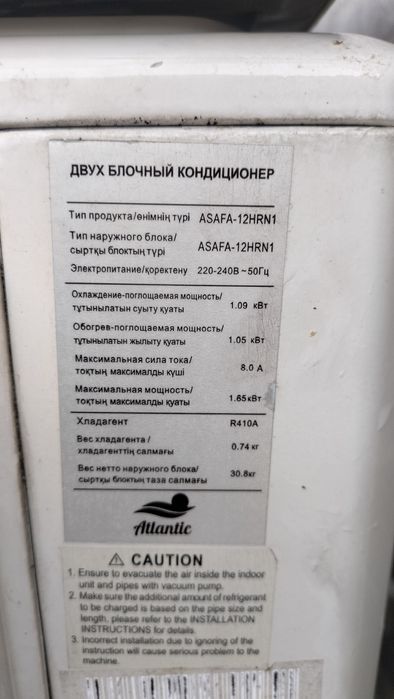 ДВУХ БЛОЧНЫЙ КОНДИЦИОНЕР
Тип продукта/өнімнің түрі ASAFA-12HRN1
Тип наружного блока/
сыртқы блоктың түрі ASAFA-12HRN1
Электропитание/қоректену 220-240В ~ 50Гц
Охлаждение-поглощаемая мощность/
тұтынылатын суыту қуаты 1.09 кВт
Обогрев-поглощаемая мощность/
тұтынылатын жылыту қуаты 1.05 кВт
Максимальная сила тока/
тоқтың максималды күші 8.0 А
Максимальная мощность/
тоқтың максималды қуаты 1.65кВт
Хладагент R410A
Вес хладагента /
хладагенттің салмағы 0.74 кг
Вес нетто наружного блока/
сыртқы блоктың таза салмағы 30.8кг
Atlantic
⚠ CAUTION
1. Ensure to evacuate the air inside the indoor
unit and pipes with vacuum pump.
2. Make sure the additional amount of refrigerant
to be charged is based on the pipe size and
length, please refer to the INSTALLATION
INSTRUCTIONS for details.
3. Incorrect installation due to ignoring of the
instruction will cause serious problem to the
machine.